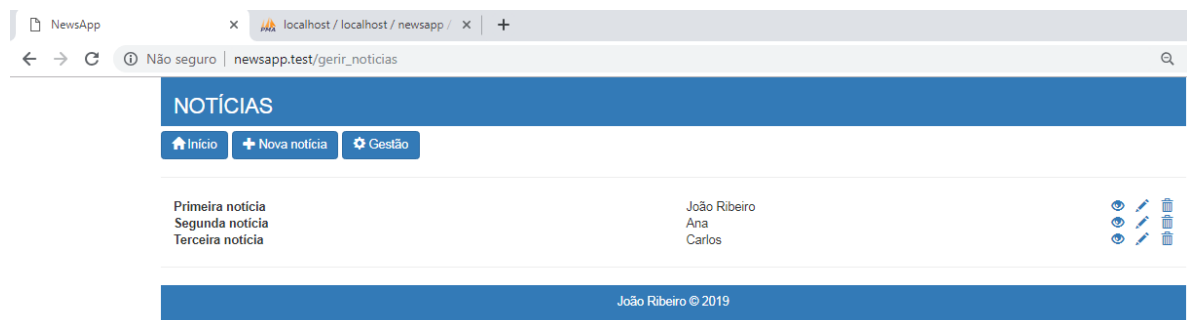 NewsApp × PMA localhost / localhost / newsapp / × +
Não seguro | newsapp.test/gerir_noticias
NOTÍCIAS
Início Nova notícia Gestão
Primeira notícia João Ribeiro
Segunda notícia Ana
Terceira notícia Carlos
João Ribeiro © 2019